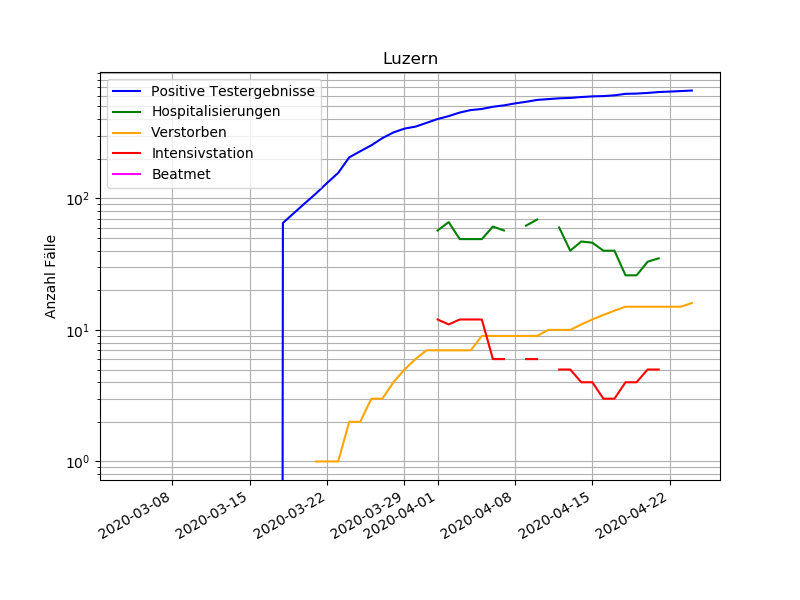 Luzern
Positive Testergebnisse
Hospitalisierungen
Verstorben
Intensivstation
Beatmet
Anzahl Fälle
10²
10¹
10⁰
2020-03-08
2020-03-15
2020-03-22
2020-03-29
2020-04-01
2020-04-08
2020-04-15
2020-04-22